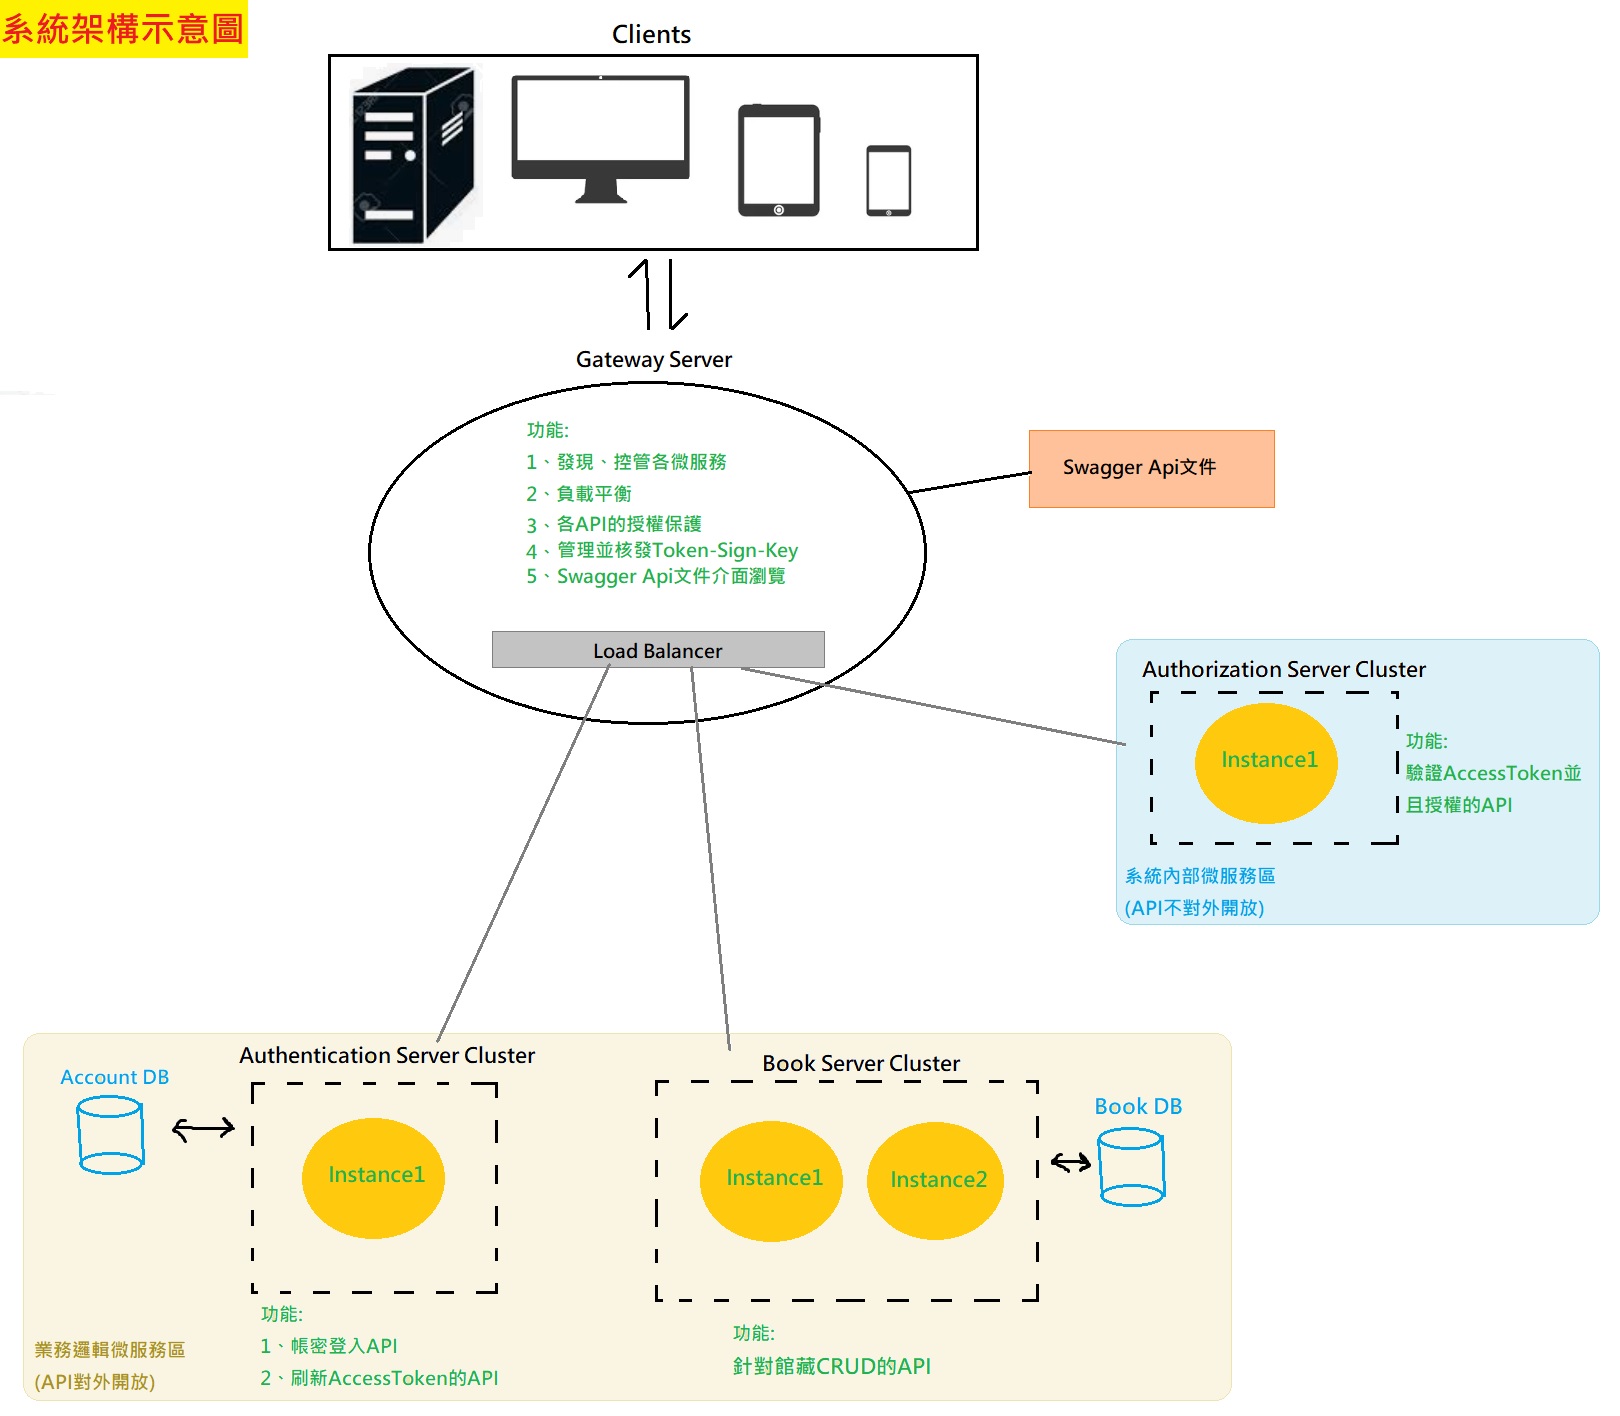 系統架構示意圖
Clients
Gateway Server
功能:
1、發現、控管各微服務
2、負載平衡
3、各API的授權保護
4、管理並核發Token-Sign-Key
5、Swagger Api文件介面瀏覽
Swagger Api文件
Load Balancer
Authorization Server Cluster
Instance1
功能:
驗證AccessToken並
且授權的API
系統內部微服務區
(API不對外開放)
Authentication Server Cluster
Account DB
Instance1
功能:
1、帳密登入API
2、刷新AccessToken的API
Book Server Cluster
Book DB
Instance1
Instance2
功能:
針對館藏CRUD的API
業務邏輯微服務區
(API對外開放)